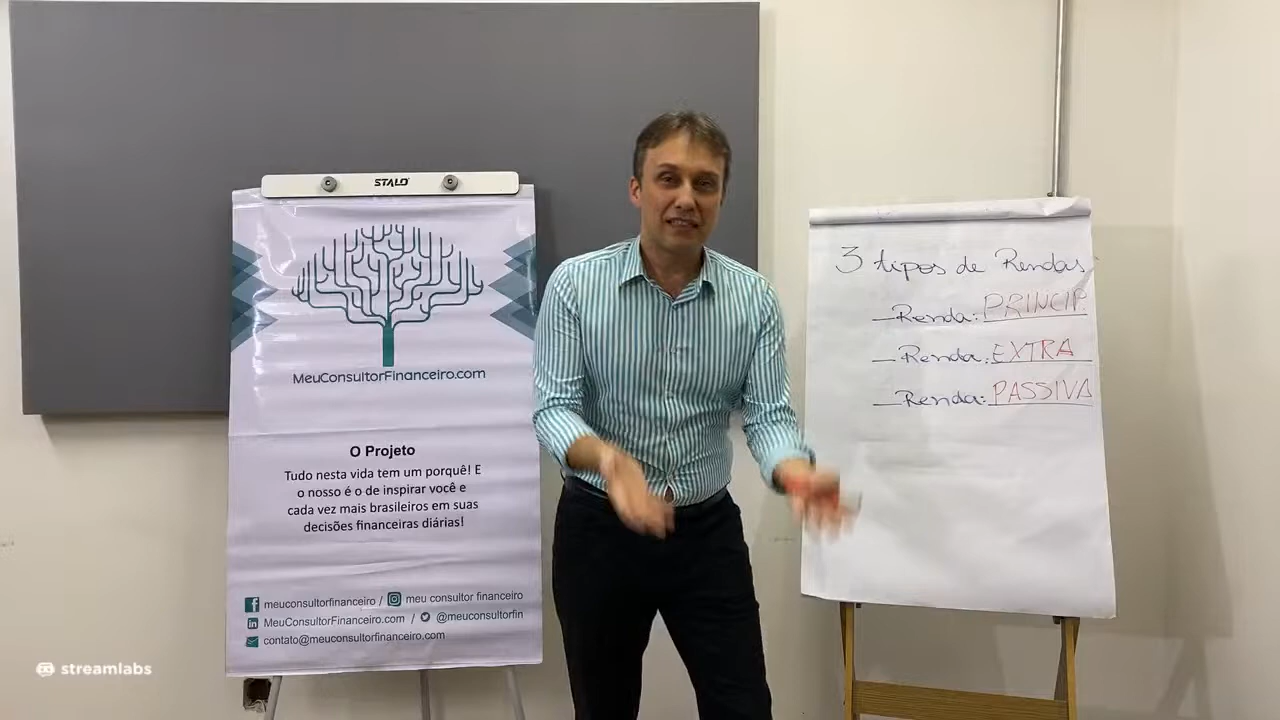 STALO
MeuConsultorFinanceiro.com
O Projeto
Tudo nesta vida tem um porquê! E
o nosso é o de inspirar você e
cada vez mais brasileiros em suas
decisões financeiras diárias!
meuconsultorfinanceiro / meu consultor financeiro
MeuConsultorFinanceiro.com / @meuconsultorfin
contato@meuconsultorfinanceiro.com
3 tipos de Rendas
Renda: PRINCIP
Renda: EXTRA
Renda: PASSIVA
streamlabs